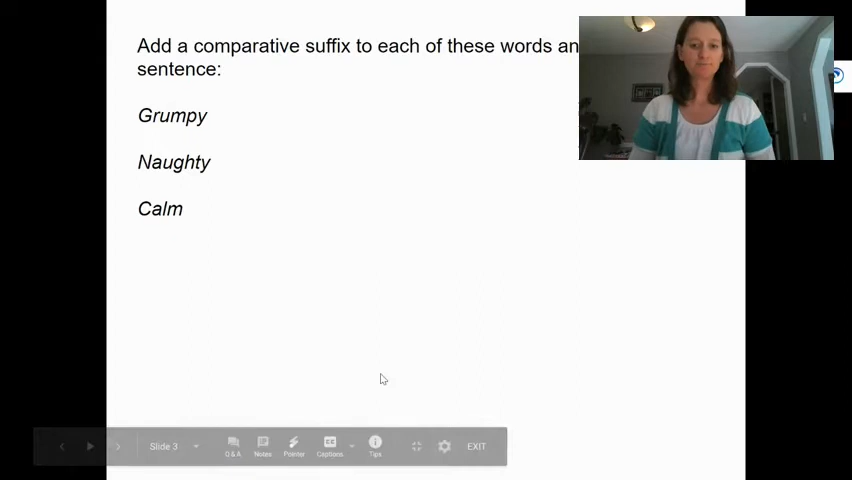 Add a comparative suffix to each of these words an
sentence:
Grumpy
Naughty
Calm
Slide 3
Q & A
Notes
Pointer
CC
Captions
Tips
EXIT